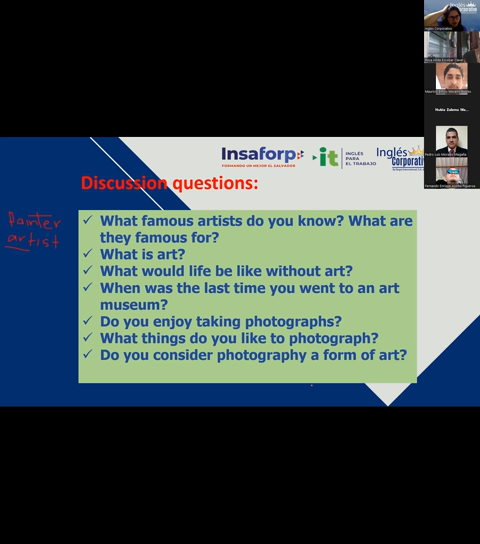 Insaforp
FORMANDO UN MEJOR EL SALVADOR
it
INGLÉS
PARA
EL TRABAJO
Inglés
Corporativo
Discussion questions:
Painter
artist
✓ What famous artists do you know? What are
they famous for?
✓ What is art?
✓ What would life be like without art?
✓ When was the last time you went to an art
museum?
✓ Do you enjoy taking photographs?
✓ What things do you like to photograph?
✓ Do you consider photography a form of art?
Inglés Corporativo